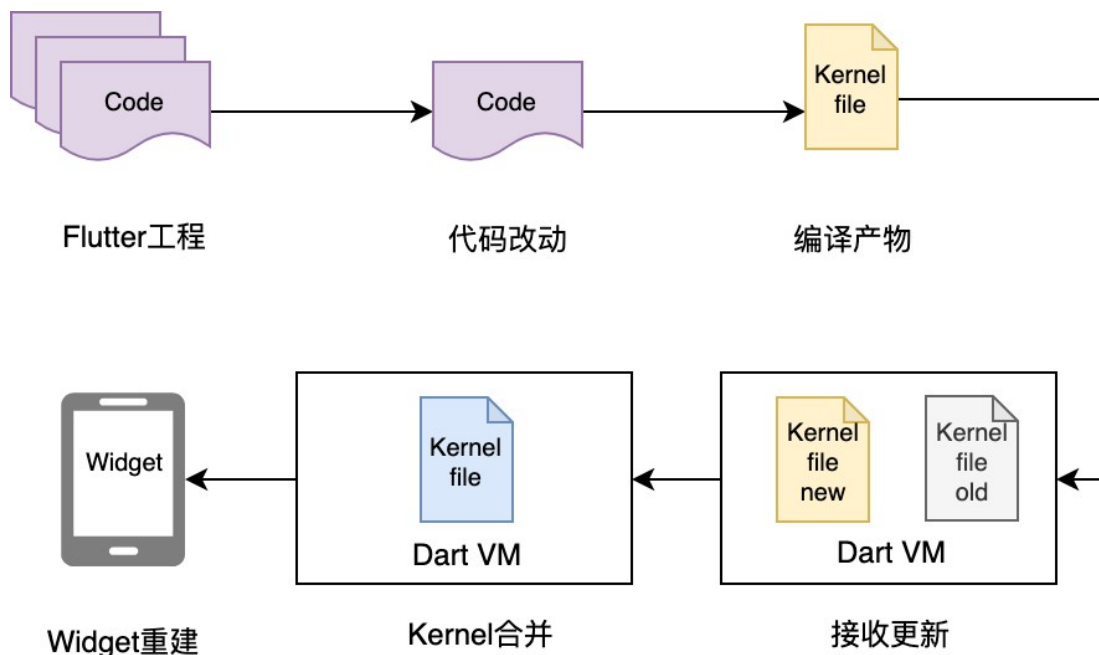 Code
Code
Kernel
file
Flutter工程
代码改动
编译产物
Widget
Kernel
file
Dart VM
Kernel
file
new
Kernel
file
old
Dart VM
Widget重建
Kernel合并
接收更新